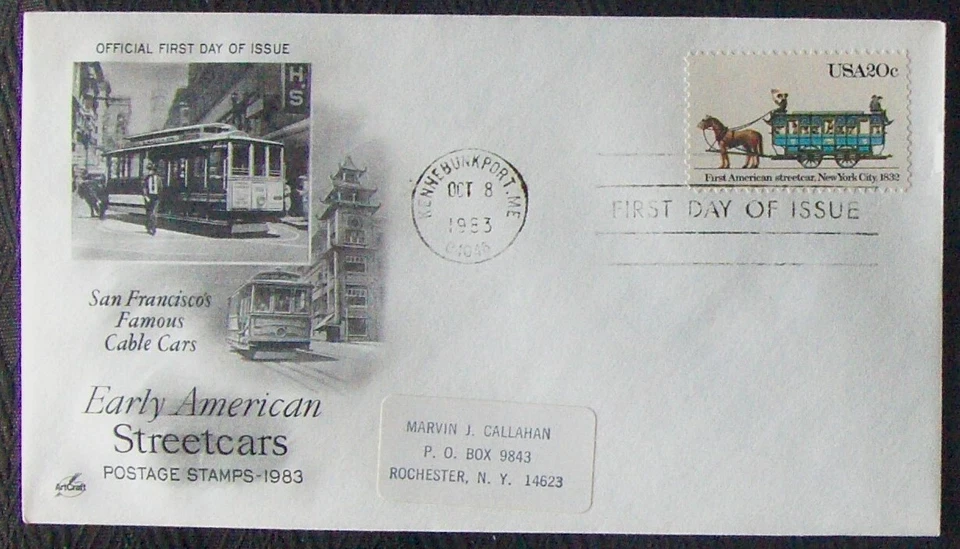 OFFICIAL FIRST DAY OF ISSUE
H.
S.
San Francisco's
Famous
Cable Cars
Early American
Streetcars
POSTAGE STAMPS-1983
ArtCraft
KENNEBUNKPORT, ME
OCT 8
1983
04046
USA20c
First American streetcar, New York City, 1832
FIRST DAY OF ISSUE
MARVIN J. CALLAHAN
P. O. BOX 9843
ROCHESTER, N. Y. 14623